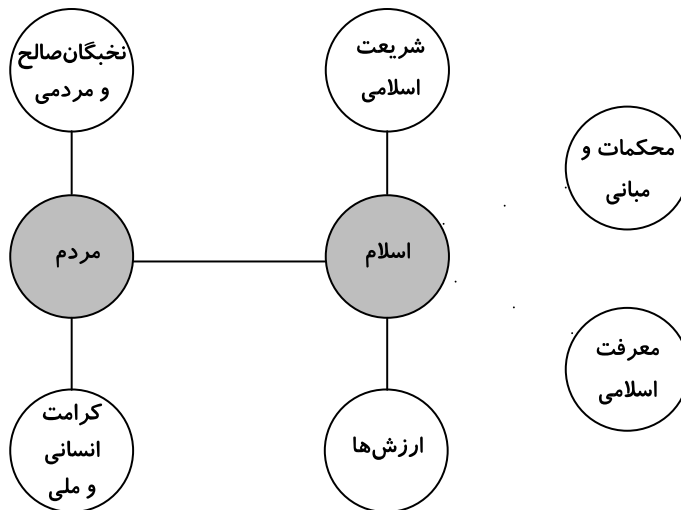 شریعت
اسلامی
نخبگان‌صالح
و مردمی
محکمات و
مبانی
اسلام
مردم
معرفت
اسلامی
ارزش‌ها
کرامت
انسانی
و ملی